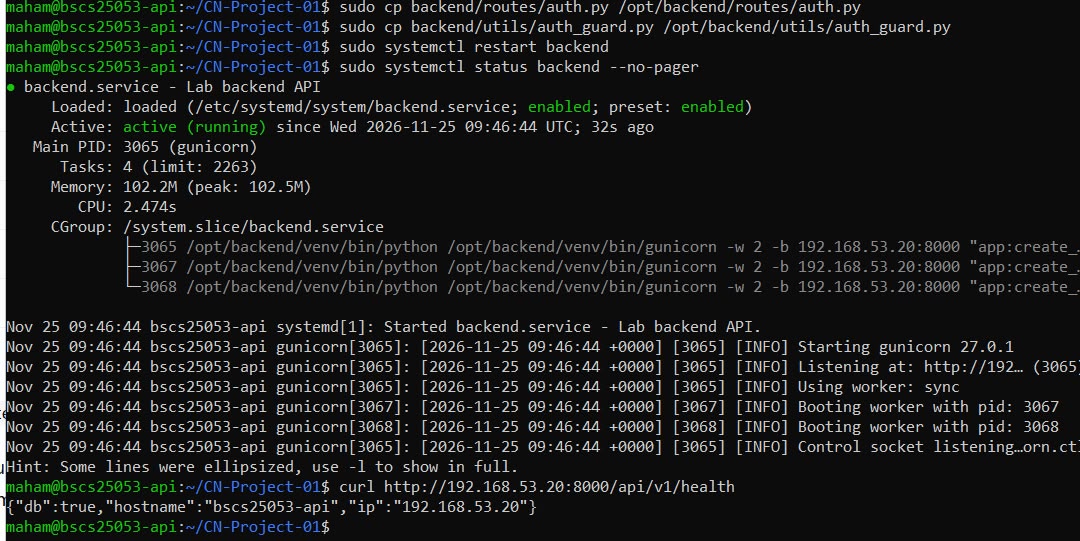 maham@bscs25053-api:~/CN-Project-01$ sudo cp backend/routes/auth.py /opt/backend/routes/auth.py
maham@bscs25053-api:~/CN-Project-01$ sudo cp backend/utils/auth_guard.py /opt/backend/utils/auth_guard.py
maham@bscs25053-api:~/CN-Project-01$ sudo systemctl restart backend
maham@bscs25053-api:~/CN-Project-01$ sudo systemctl status backend --no-pager
● backend.service - Lab backend API
Loaded: loaded (/etc/systemd/system/backend.service; enabled; preset: enabled)
Active: active (running) since Wed 2026-11-25 09:46:44 UTC; 32s ago
Main PID: 3065 (gunicorn)
Tasks: 4 (limit: 2263)
Memory: 102.2M (peak: 102.5M)
CPU: 2.474s
CGroup: /system.slice/backend.service
├─3065 /opt/backend/venv/bin/python /opt/backend/venv/bin/gunicorn -w 2 -b 192.168.53.20:8000 "app:create_…
├─3067 /opt/backend/venv/bin/python /opt/backend/venv/bin/gunicorn -w 2 -b 192.168.53.20:8000 "app:create_…
└─3068 /opt/backend/venv/bin/python /opt/backend/venv/bin/gunicorn -w 2 -b 192.168.53.20:8000 "app:create_…
Nov 25 09:46:44 bscs25053-api systemd[1]: Started backend.service - Lab backend API.
Nov 25 09:46:44 bscs25053-api gunicorn[3065]: [2026-11-25 09:46:44 +0000] [3065] [INFO] Starting gunicorn 27.0.1
Nov 25 09:46:44 bscs25053-api gunicorn[3065]: [2026-11-25 09:46:44 +0000] [3065] [INFO] Listening at: http://192… (3065)
Nov 25 09:46:44 bscs25053-api gunicorn[3065]: [2026-11-25 09:46:44 +0000] [3065] [INFO] Using worker: sync
Nov 25 09:46:44 bscs25053-api gunicorn[3067]: [2026-11-25 09:46:44 +0000] [3067] [INFO] Booting worker with pid: 3067
Nov 25 09:46:44 bscs25053-api gunicorn[3068]: [2026-11-25 09:46:44 +0000] [3068] [INFO] Booting worker with pid: 3068
Nov 25 09:46:44 bscs25053-api gunicorn[3065]: [2026-11-25 09:46:44 +0000] [3065] [INFO] Control socket listening…orn.ctl
Hint: Some lines were ellipsized, use -l to show in full.
maham@bscs25053-api:~/CN-Project-01$ curl http://192.168.53.20:8000/api/v1/health
{"db":true,"hostname":"bscs25053-api","ip":"192.168.53.20"}
maham@bscs25053-api:~/CN-Project-01$